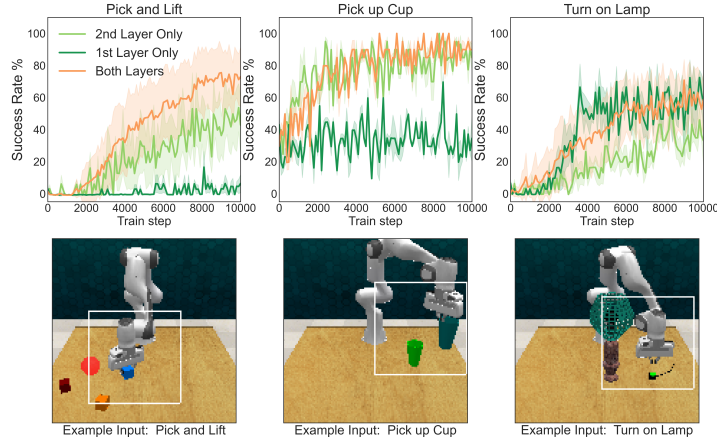 Pick and Lift
Pick up Cup
Turn on Lamp
Success Rate %
100
80
60
40
20
0
2nd Layer Only
1st Layer Only
Both Layers
2000 4000 6000 8000 10000
Train step
Success Rate %
100
80
60
40
20
0
0 2000 4000 6000 8000 10000
Train step
Success Rate %
100
80
60
40
20
0
0 2000 4000 6000 8000 10000
Train step
Example Input: Pick and Lift
Example Input: Pick up Cup
Example Input: Turn on Lamp